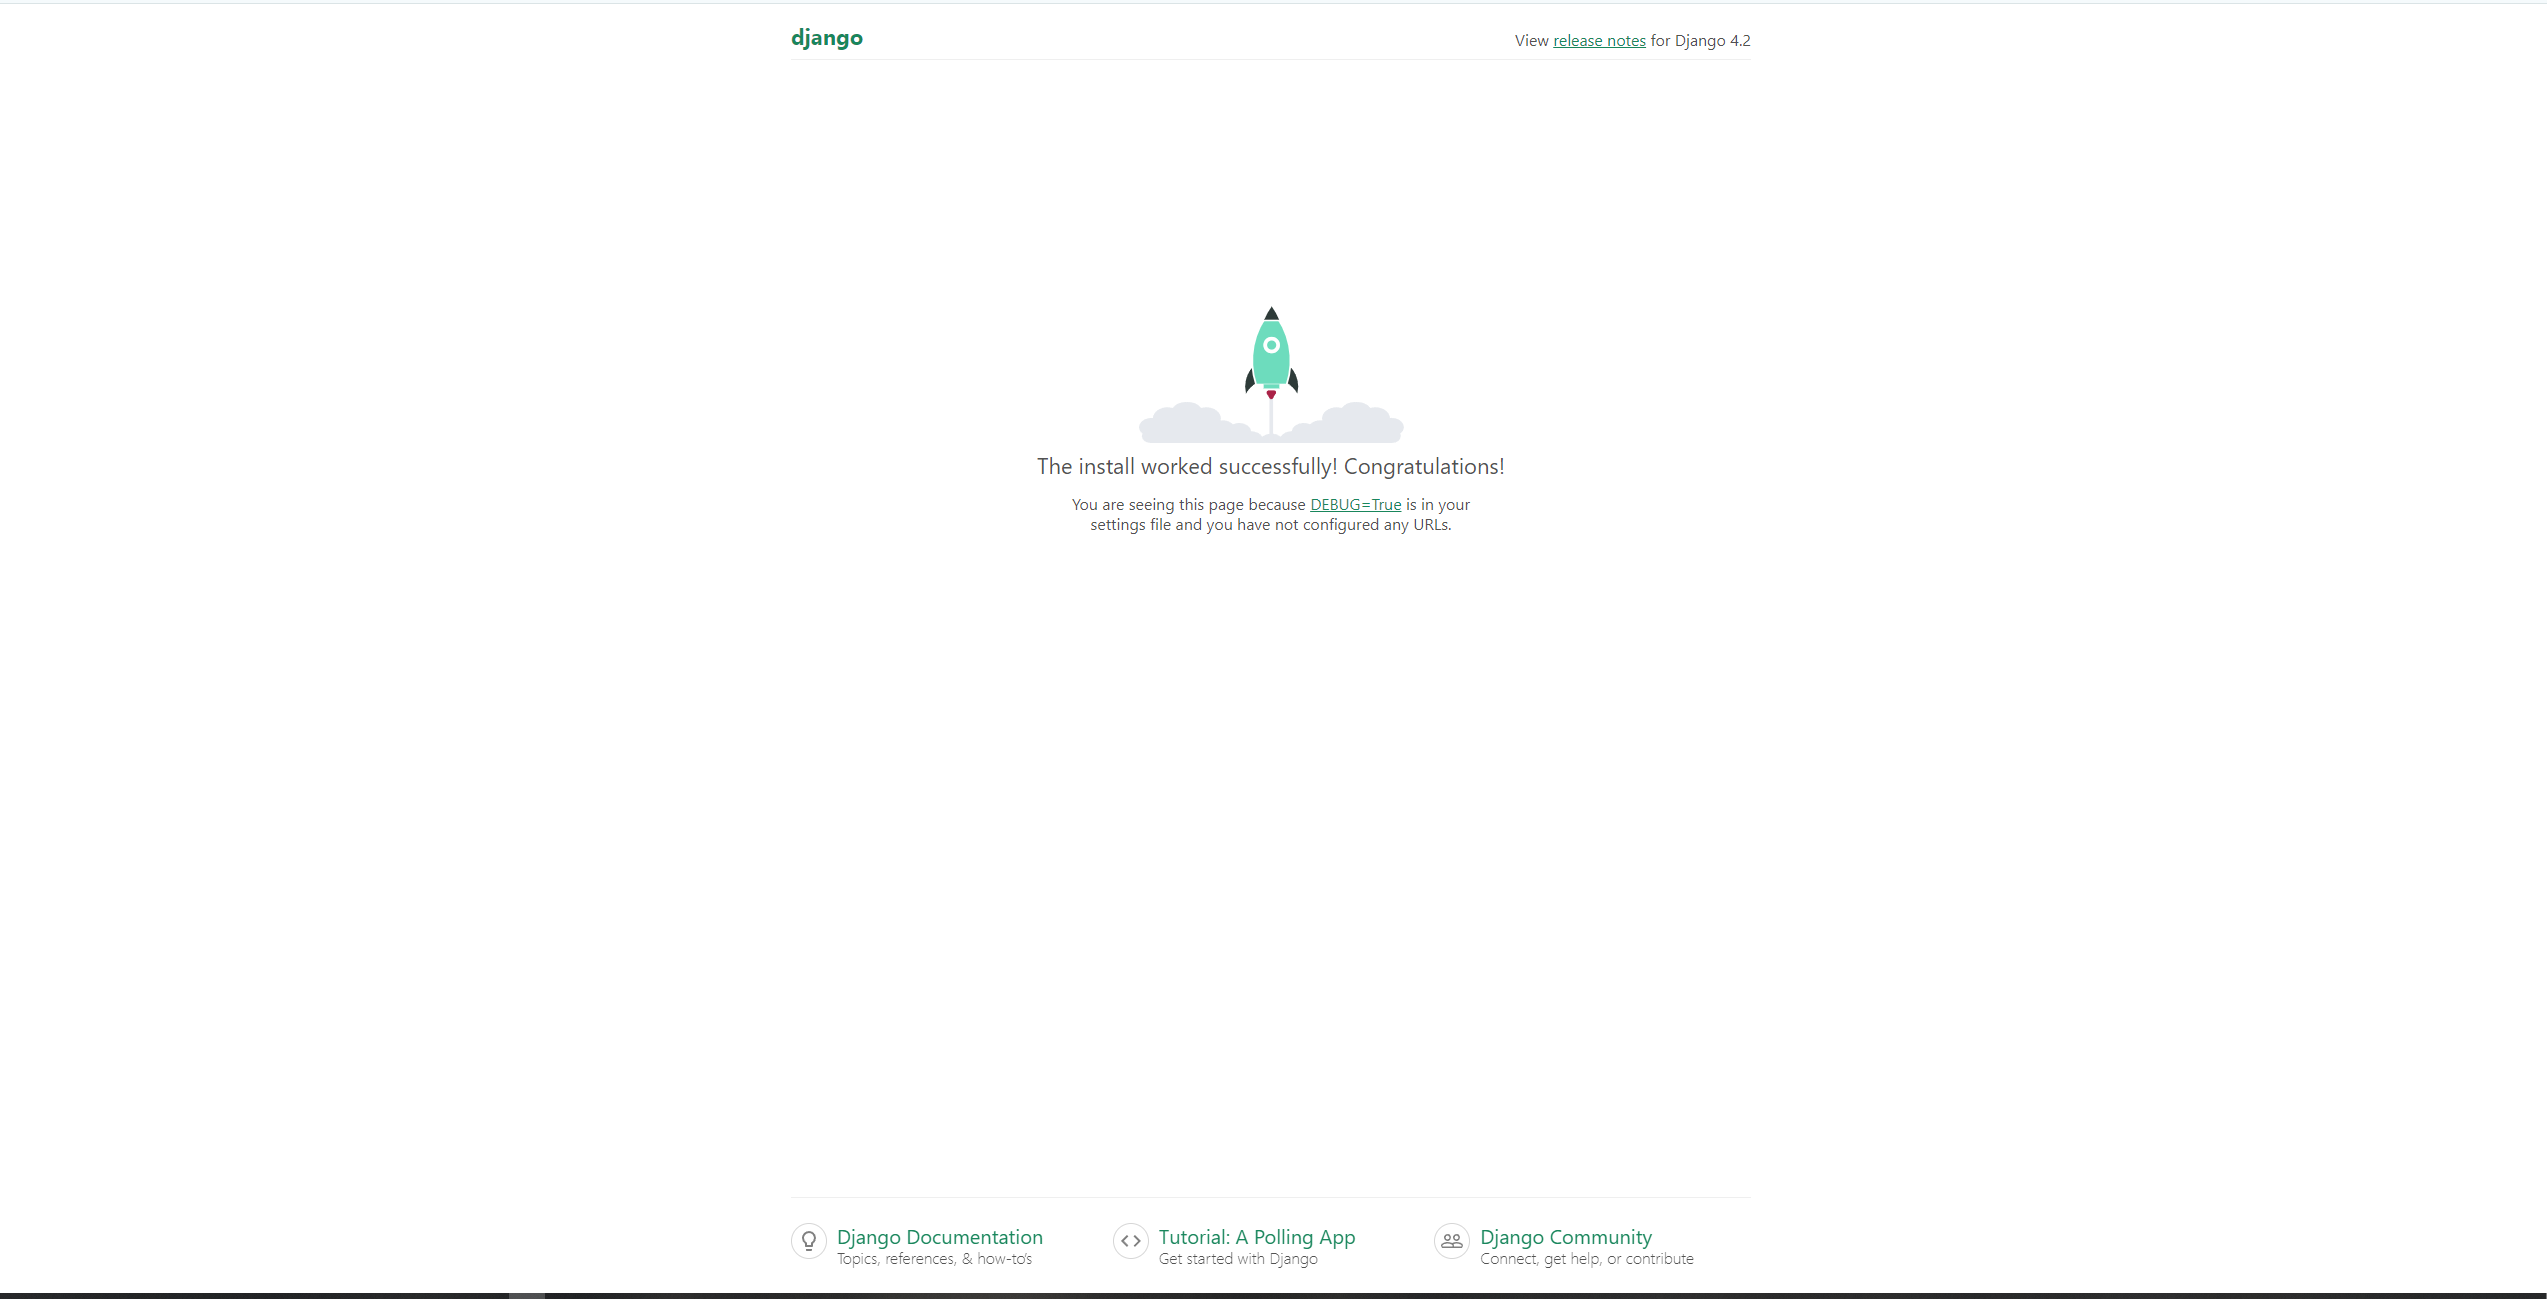 django
View release notes for Django 4.2
The install worked successfully! Congratulations!
You are seeing this page because DEBUG=True is in your
settings file and you have not configured any URLs.
Django Documentation
Topics, references, & how-to's
Tutorial: A Polling App
Get started with Django
Django Community
Connect, get help, or contribute